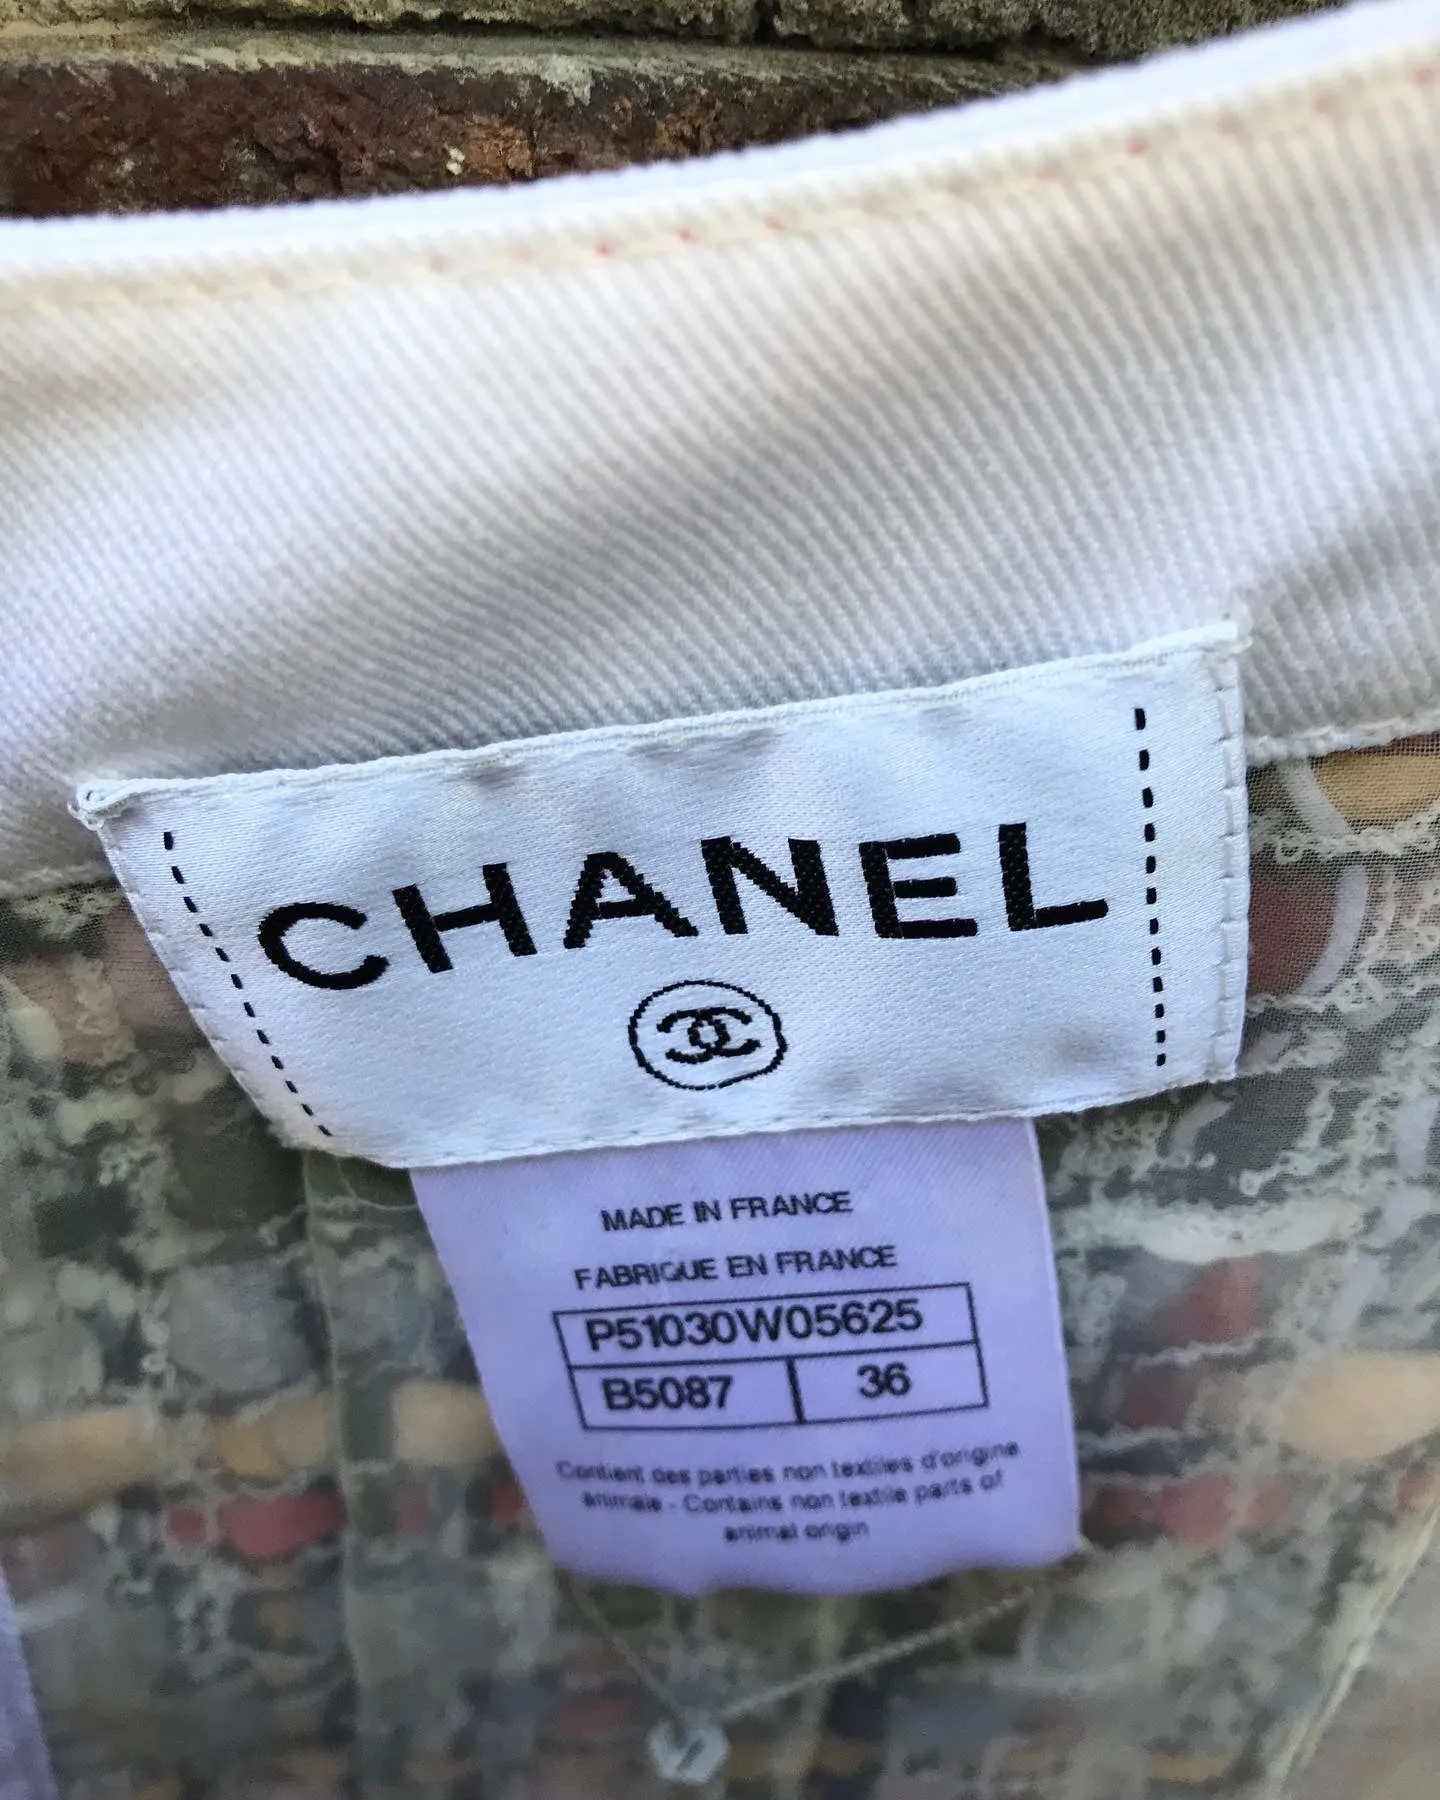 CHANEL
MADE IN FRANCE
FABRIQUE EN FRANCE
P51030W05625
B5087 36
Contient des parties non textiles d'origine
animale - Contains non textile parts of
animal origin